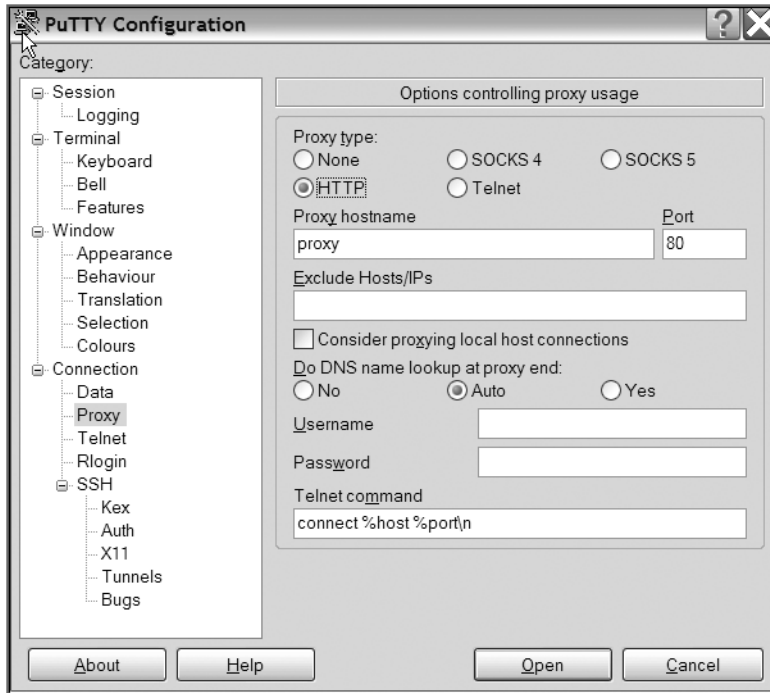 PuTTY Configuration
?
Category:
Session
Logging
Terminal
Keyboard
Bell
Features
Window
Appearance
Behaviour
Translation
Selection
Colours
Connection
Data
Proxy
Telnet
Rlogin
SSH
Kex
Auth
X11
Tunnels
Bugs
Options controlling proxy usage
Proxy type:
None SOCKS 4 SOCKS 5
HTTP Telnet
Proxy hostname Port
proxy 80
Exclude Hosts/IPs
Consider proxying local host connections
Do DNS name lookup at proxy end:
No Auto Yes
Username
Password
Telnet command
connect %host %port\n
About Help Open Cancel